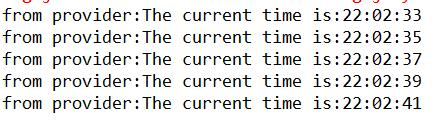 from provider:The current time is:22:02:33
from provider:The current time is:22:02:35
from provider:The current time is:22:02:37
from provider:The current time is:22:02:39
from provider:The current time is:22:02:41